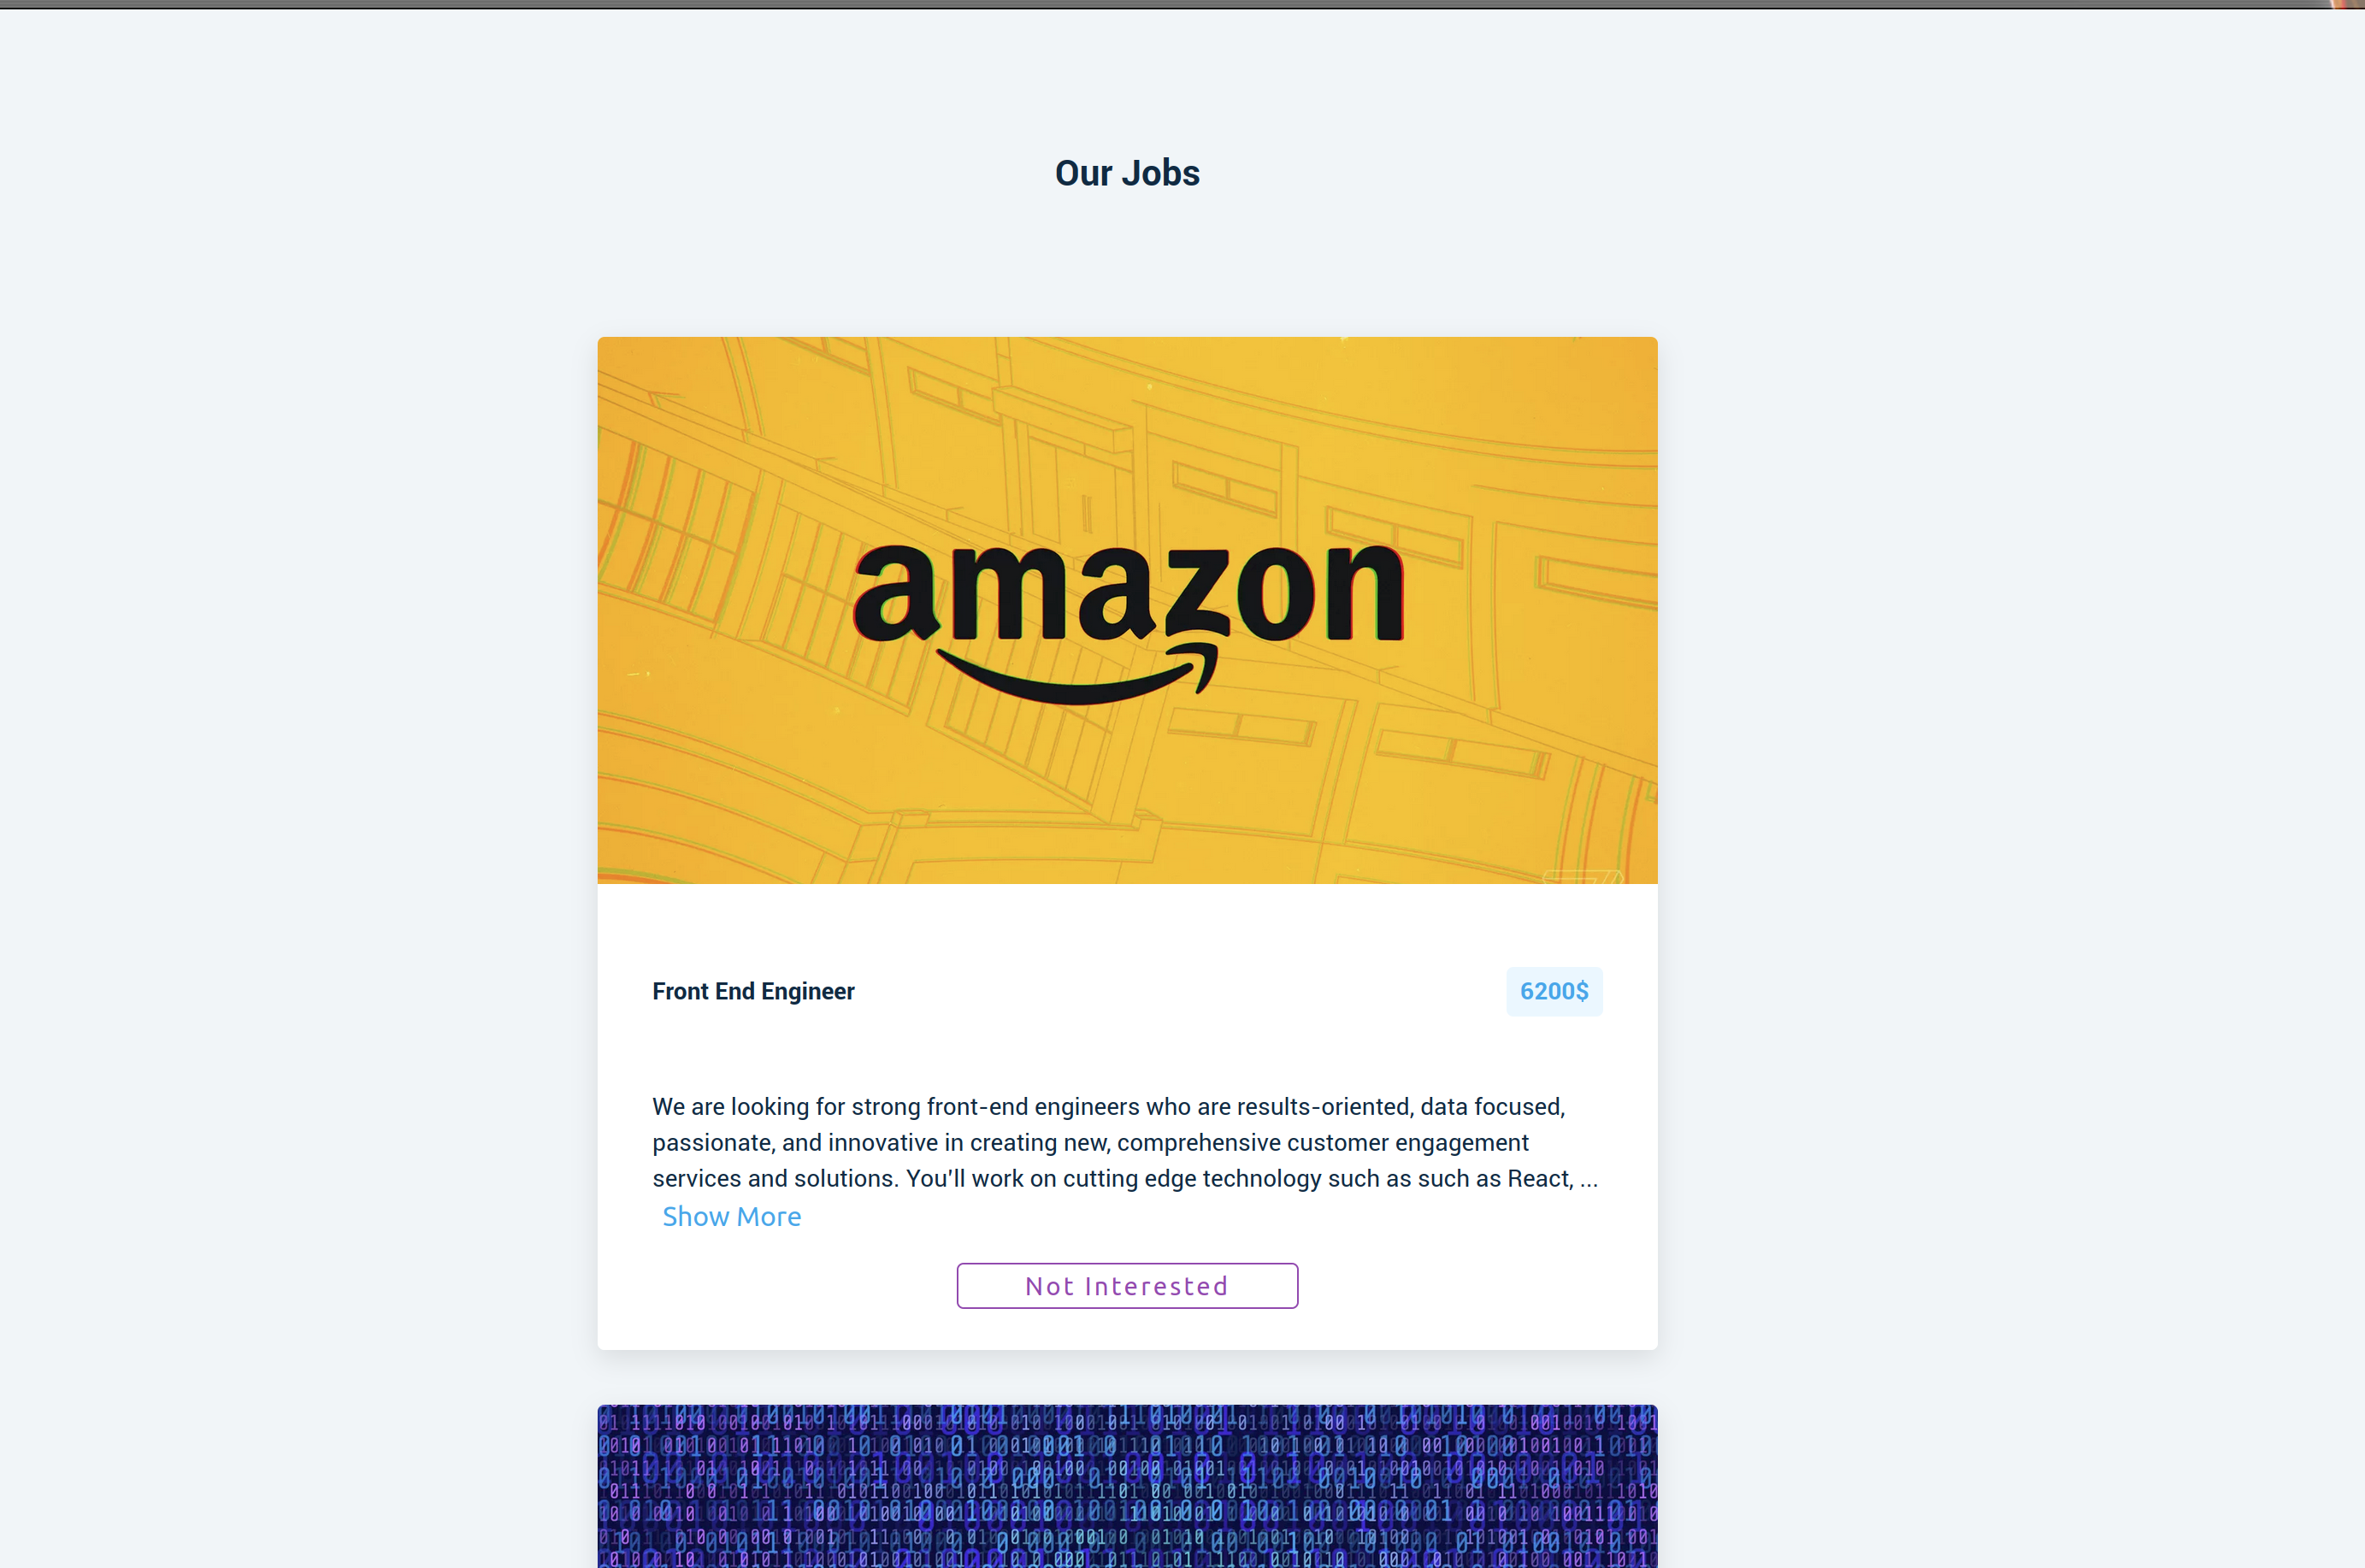 Our Jobs
amazon
Front End Engineer
6200$
We are looking for strong front-end engineers who are results-oriented, data focused,
passionate, and innovative in creating new, comprehensive customer engagement
services and solutions. You'll work on cutting edge technology such as such as React, ...
Show More
Not Interested